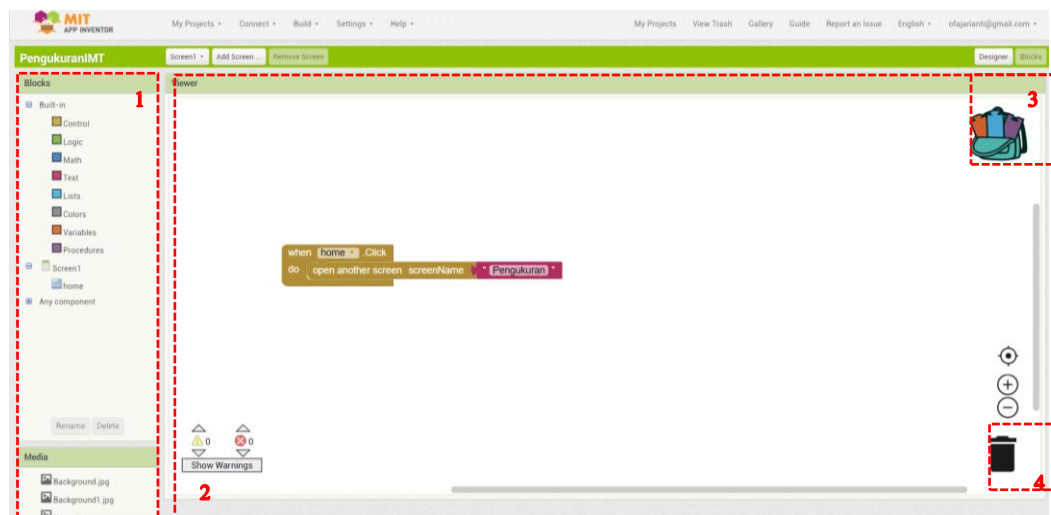 MIT
APP INVENTOR
My Projects Connect Build Settings Help
My Projects View Trash Gallery Guide Report an Issue English ofajarianti@gmail.com
PengukuranIMT
Screen1 Add Screen ... Remove Screen
Designer Blocks
Blocks
Viewer
1
3
Built-in
Control
Logic
Math
Text
Lists
Colors
Variables
Procedures
Screen1
home
Any component
when home .Click
do open another screen screenName " Pengukuran "
Rename Delete
0 0
Show Warnings
Media
Background.jpg
Background1.jpg
2
4